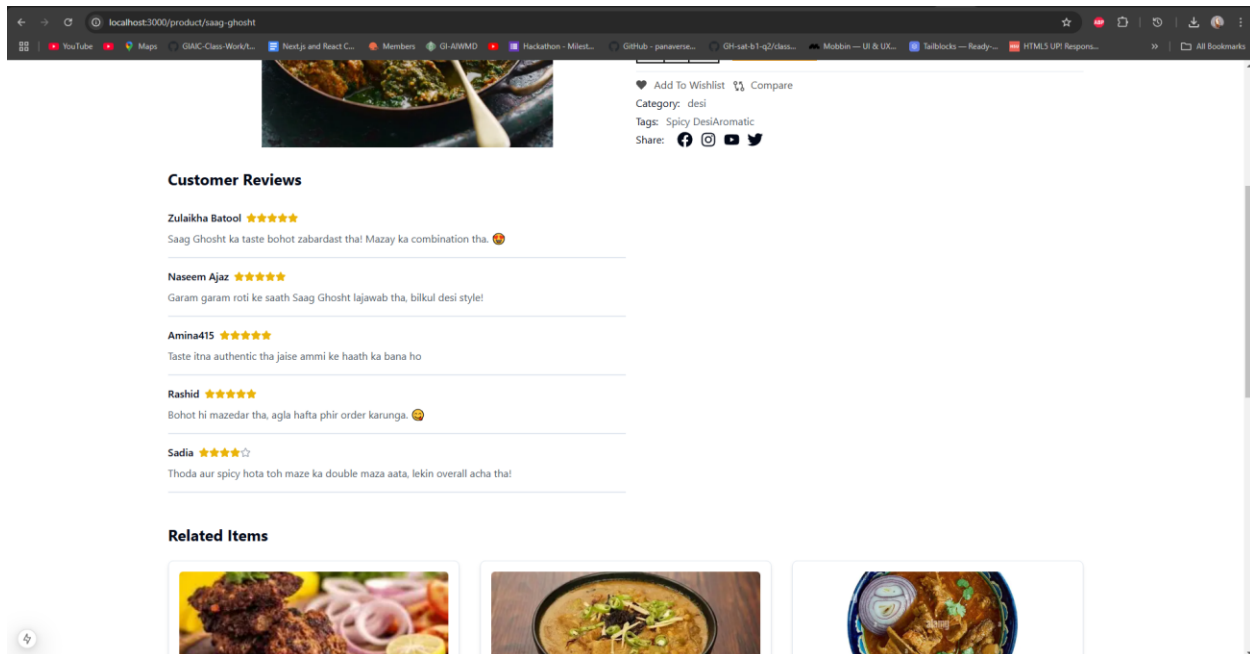 localhost:3000/product/saag-ghosht
YouTube Maps GIAIC-Class-Work/t... Next.js and React C... Members GI-AIWMD Hackathon - Milest... GitHub - panaverse... GH-sat-b1-q2/class... Mobbin — UI & UX... Tailblocks — Ready-... HTML5 UP! Respons... » All Bookmarks
Add To Wishlist Compare
Category: desi
Tags: Spicy DesiAromatic
Share:
Customer Reviews
Zulaikha Batool
Saag Ghosht ka taste bohot zabardast tha! Mazay ka combination tha. 🤩
Naseem Ajaz
Garam garam roti ke saath Saag Ghosht lajawab tha, bilkul desi style!
Amina415
Taste itna authentic tha jaise ammi ke haath ka bana ho
Rashid
Bohot hi mazedar tha, agla hafta phir order karunga. 😋
Sadia
Thoda aur spicy hota toh maze ka double maza aata, lekin overall acha tha!
Related Items